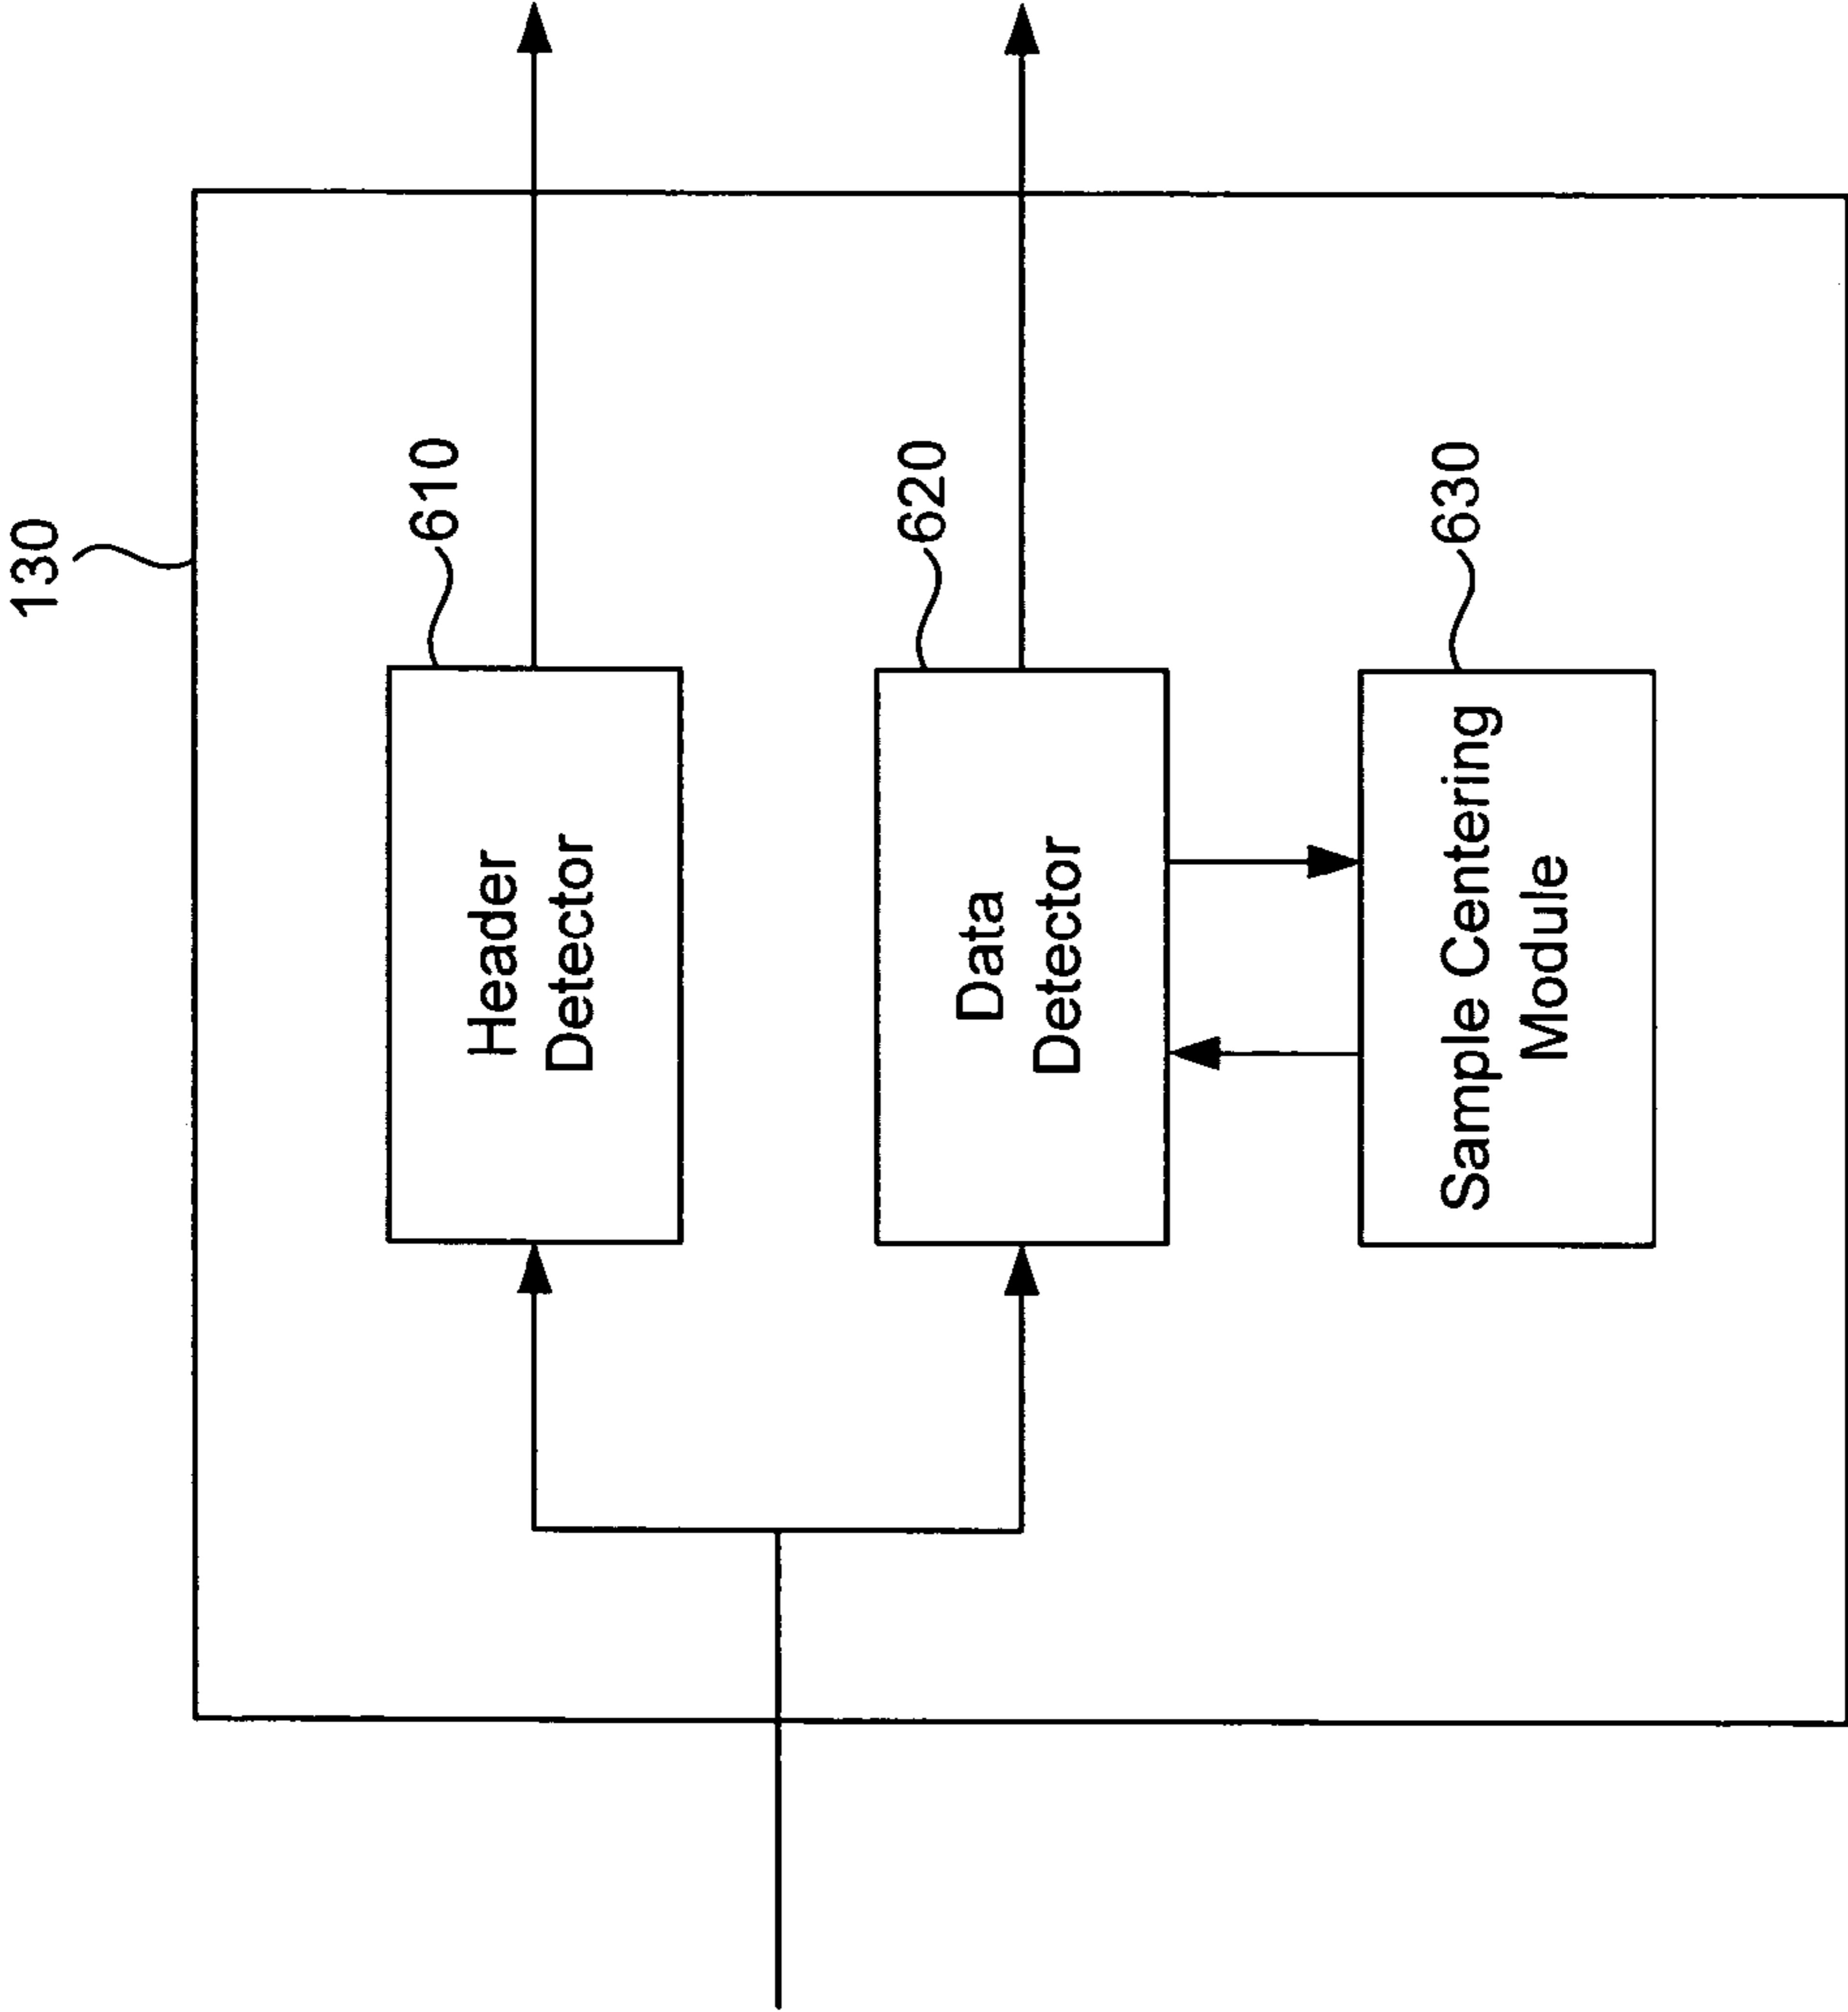 130
610
Header
Detector
620
Data
Detector
630
Sample Centering
Module